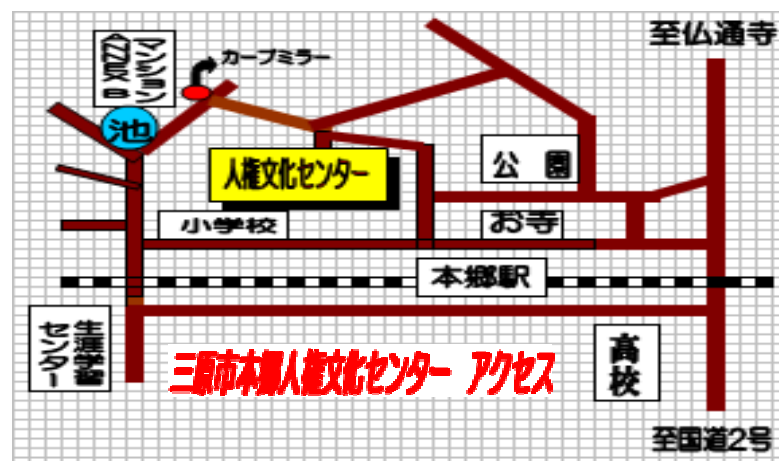 至仏通寺
マンション
カーブミラー
池
人権文化センター
公園
小学校
お寺
本郷駅
生涯学習
センター
高校
三原市本郷人権文化センター アクセス
至国道2号